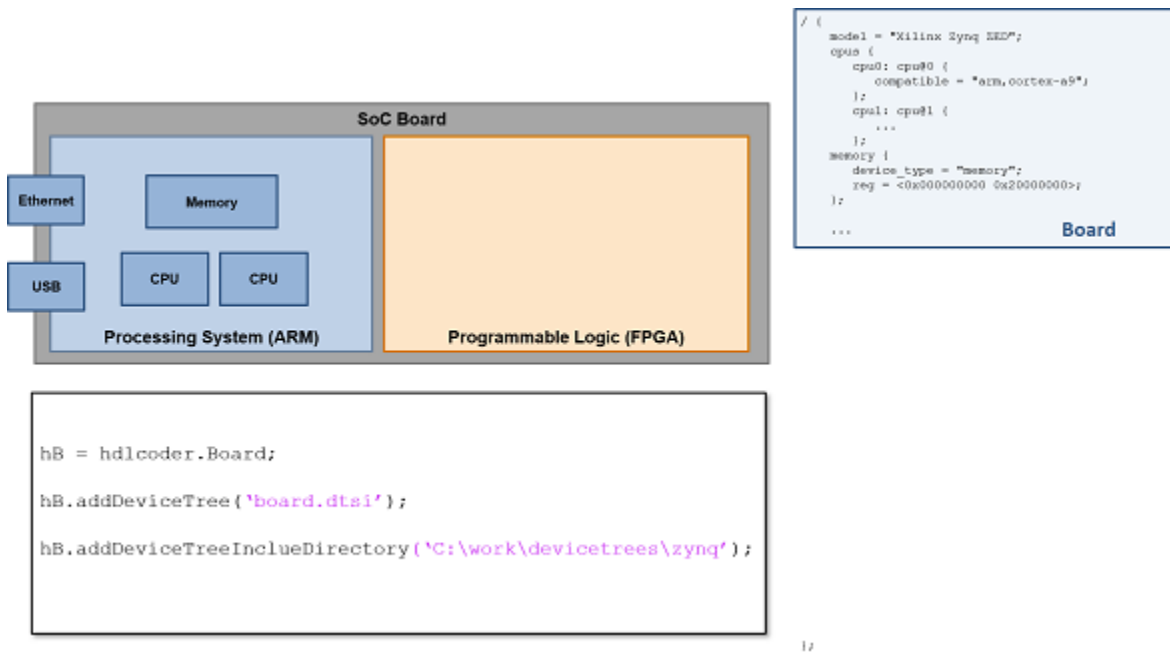 SoC Board
Ethernet
Memory
USB
CPU
CPU
Processing System (ARM)
Programmable Logic (FPGA)
hB = hdlcoder.Board;
hB.addDeviceTree(‘board.dtsi’);
hB.addDeviceTreeInclueDirectory(‘C:\work\devicetrees\zynq’);
/ {
model = "Xilinx Zynq ZED";
cpus {
cpu0: cpu@0 {
compatible = "arm,cortex-a9";
};
cpu1: cpu@1 {
...
};
memory {
device_type = "memory";
reg = <0x000000000 0x20000000>;
};
...
Board
};